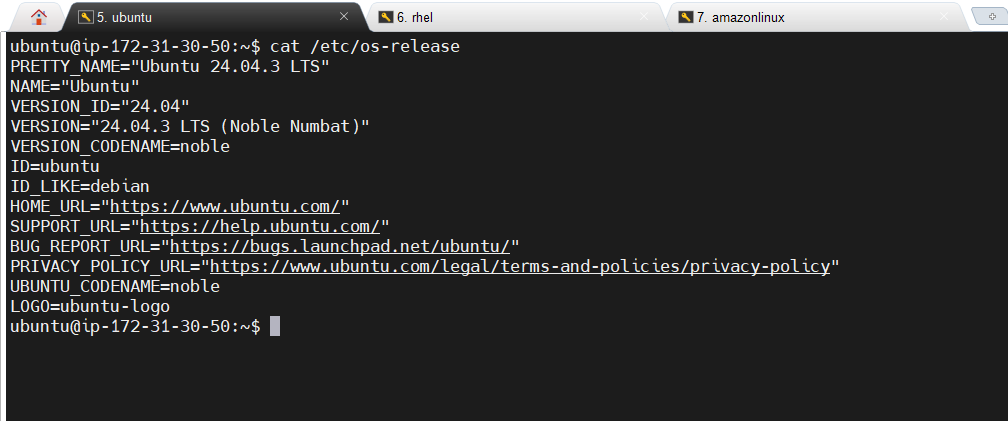 5. ubuntu
6. rhel
7. amazonlinux
ubuntu@ip-172-31-30-50:~$ cat /etc/os-release
PRETTY_NAME="Ubuntu 24.04.3 LTS"
NAME="Ubuntu"
VERSION_ID="24.04"
VERSION="24.04.3 LTS (Noble Numbat)"
VERSION_CODENAME=noble
ID=ubuntu
ID_LIKE=debian
HOME_URL="https://www.ubuntu.com/"
SUPPORT_URL="https://help.ubuntu.com/"
BUG_REPORT_URL="https://bugs.launchpad.net/ubuntu/"
PRIVACY_POLICY_URL="https://www.ubuntu.com/legal/terms-and-policies/privacy-policy"
UBUNTU_CODENAME=noble
LOGO=ubuntu-logo
ubuntu@ip-172-31-30-50:~$